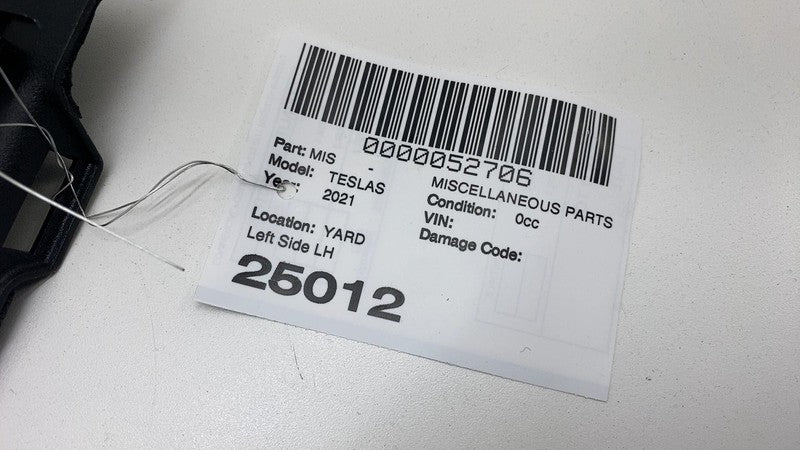 0000052706
Part: MIS - MISCELLANEOUS PARTS
Model: TESLAS Condition: 0cc
Year: 2021 VIN:
Damage Code:
Location: YARD
Left Side LH
25012